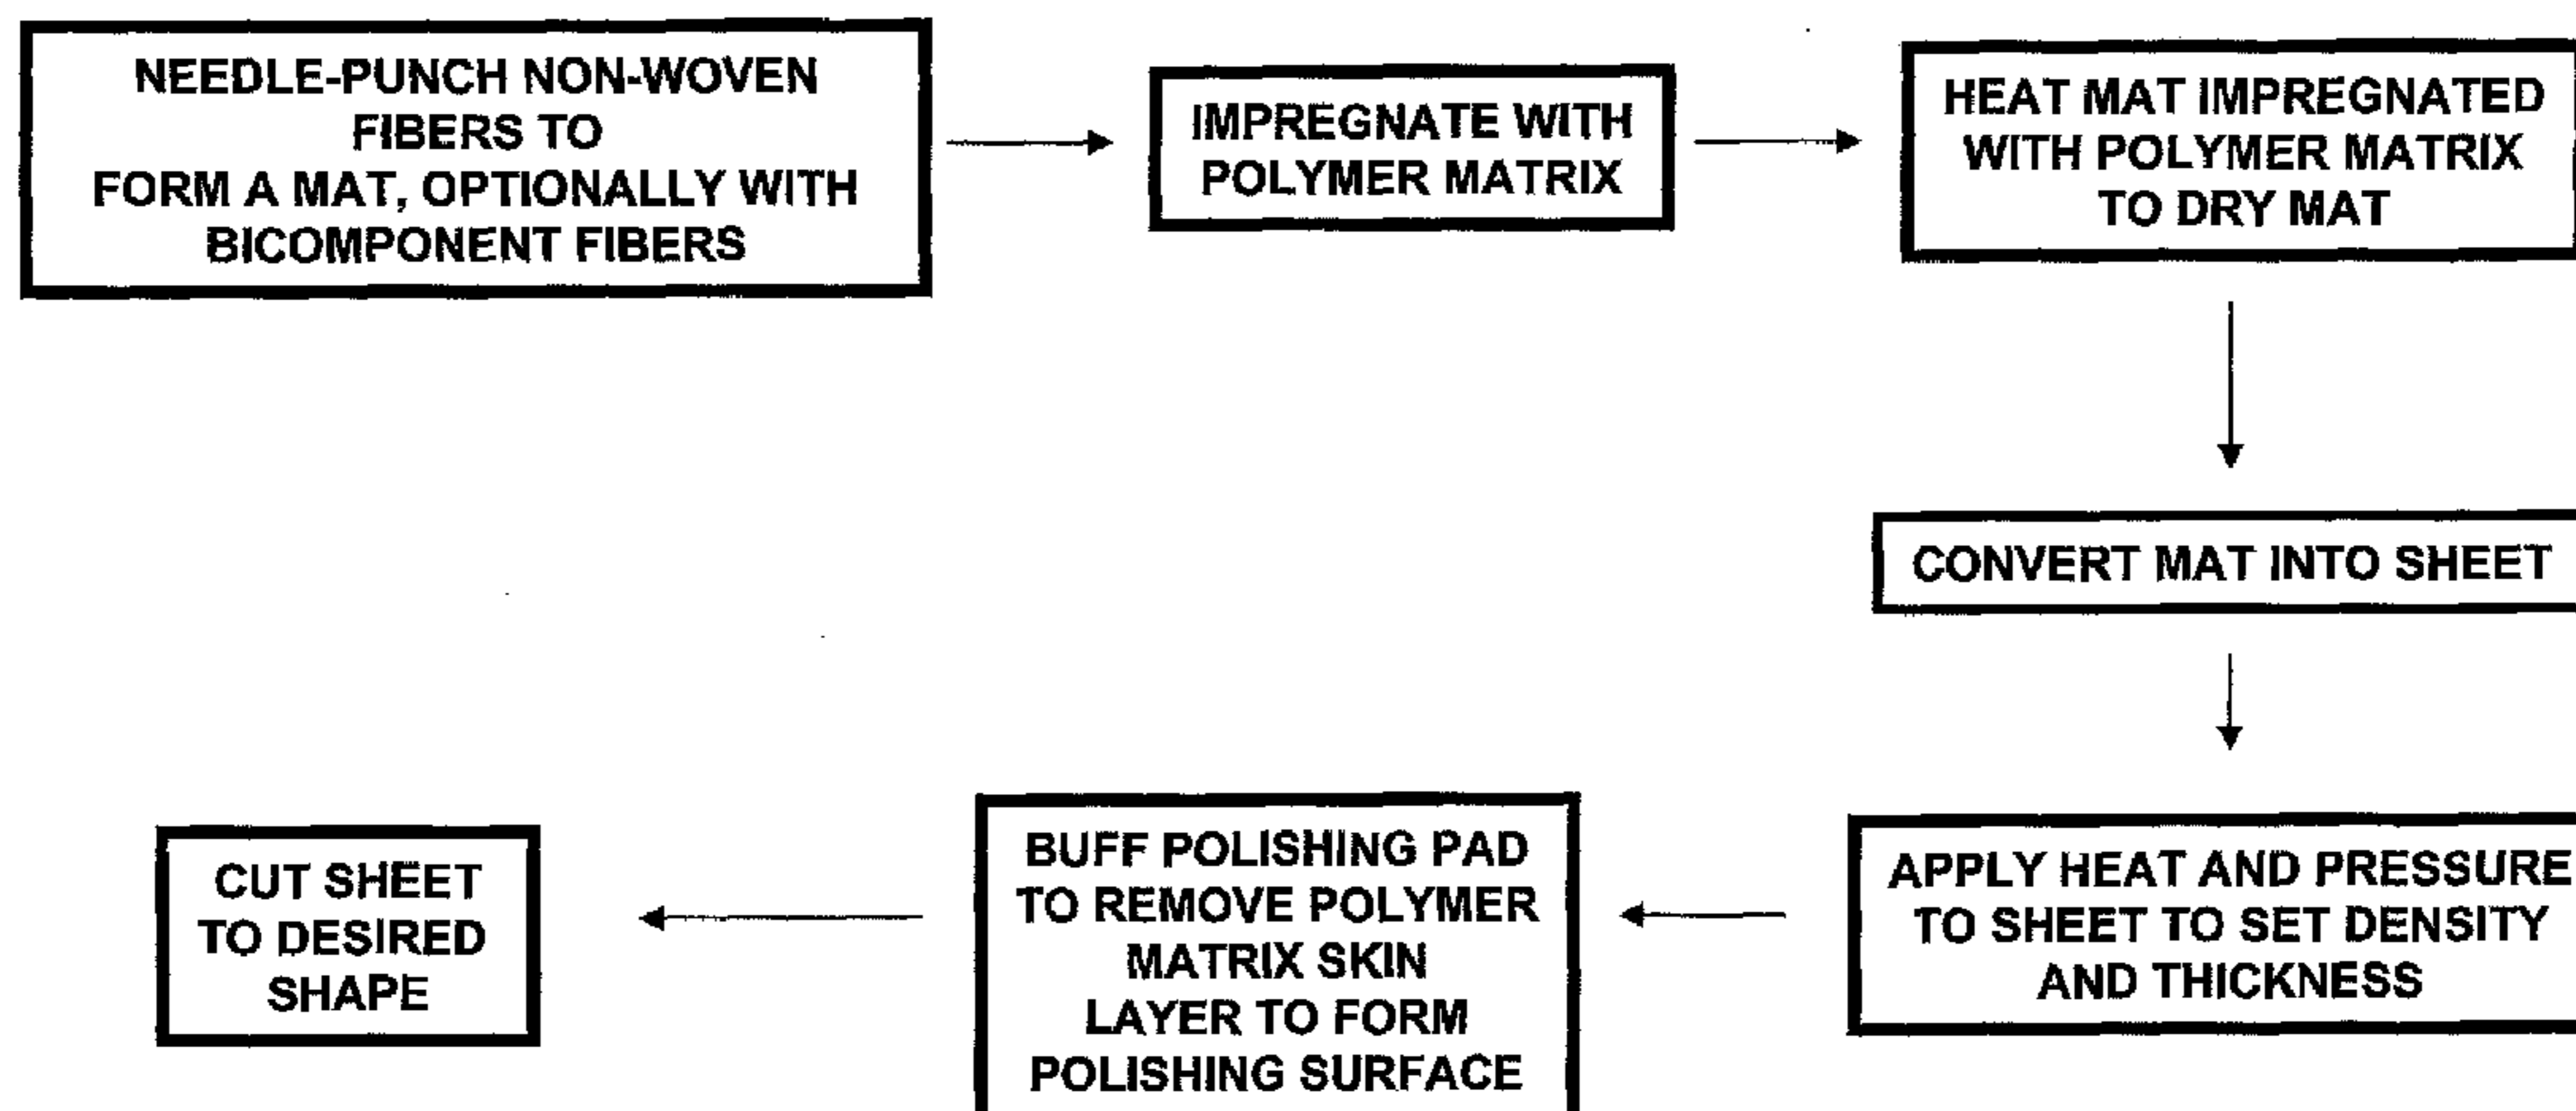 NEEDLE-PUNCH NON-WOVEN
FIBERS TO
FORM A MAT, OPTIONALLY WITH
BICOMPONENT FIBERS
IMPREGNATE WITH
POLYMER MATRIX
HEAT MAT IMPREGNATED
WITH POLYMER MATRIX
TO DRY MAT
CONVERT MAT INTO SHEET
APPLY HEAT AND PRESSURE
TO SHEET TO SET DENSITY
AND THICKNESS
BUFF POLISHING PAD
TO REMOVE POLYMER
MATRIX SKIN
LAYER TO FORM
POLISHING SURFACE
CUT SHEET
TO DESIRED
SHAPE